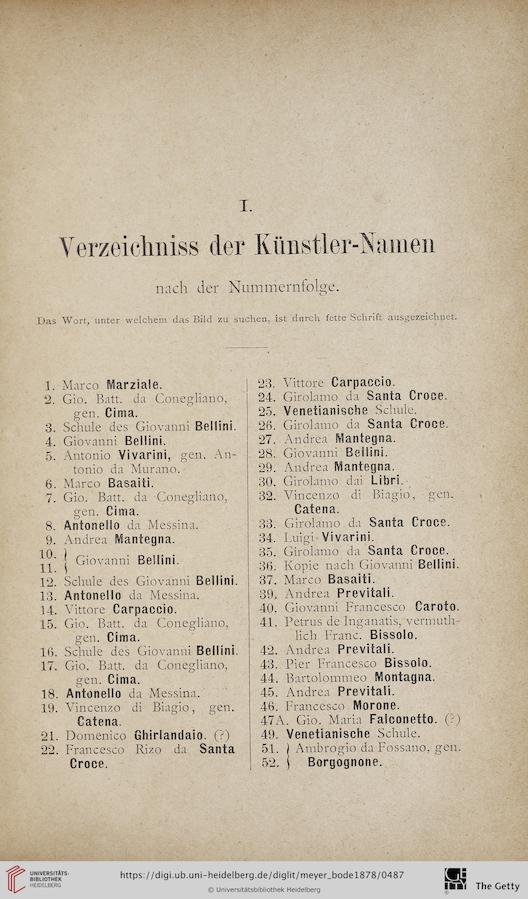 I.
Verzeichniss der Künstler-Namen
nach der Nummernfolge.
Das Wort, unter welchem das Bild zu suchen, ist durch fette Schrift ausgezeichnet.
1. Marco Marziale.
2. Gio. Batt. da Conegliano,
gen. Cima.
3. Schule des Giovanni Bellini.
4. Giovanni Bellini.
5. Antonio Vivarini, gen. An-
tonio da Murano.
6. Marco Basaiti.
7. Gio. Batt. da Conegliano,
gen. Cima.
8. Antonello da Messina.
9. Andrea Mantegna.
10. }
11. } Giovanni Bellini.
12. Schule des Giovanni Bellini.
13. Antonello da Messina.
14. Vittore Carpaccio.
15. Gio. Batt. da Conegliano,
gen. Cima.
16. Schule des Giovanni Bellini.
17. Gio. Batt. da Conegliano,
gen. Cima.
18. Antonello da Messina.
19. Vincenzo di Biagio, gen.
Catena.
21. Domenico Ghirlandaio. (?)
22. Francesco Rizo da Santa
Croce.
23. Vittore Carpaccio.
24. Girolamo da Santa Croce.
25. Venetianische Schule.
26. Girolamo da Santa Croce.
27. Andrea Mantegna.
28. Giovanni Bellini.
29. Andrea Mantegna.
30. Girolamo dai Libri.
32. Vincenzo di Biagio, gen.
Catena.
33. Girolamo da Santa Croce.
34. Luigi Vivarini.
35. Girolamo da Santa Croce.
36. Kopie nach Giovanni Bellini.
37. Marco Basaiti.
39. Andrea Previtali.
40. Giovanni Francesco Caroto.
41. Petrus de Inganatis, vermuth-
lich Franc. Bissolo.
42. Andrea Previtali.
43. Pier Francesco Bissolo.
44. Bartolommeo Montagna.
45. Andrea Previtali.
46. Francesco Morone.
47A. Gio. Maria Falconetto. (?)
49. Venetianische Schule.
51. } Ambrogio da Fossano, gen.
52. } Borgognone.
UNIVERSITÄTS-
BIBLIOTHEK
HEIDELBERG
https://digi.ub.uni-heidelberg.de/diglit/meyer_bode1878/0487
© Universitätsbibliothek Heidelberg
The Getty